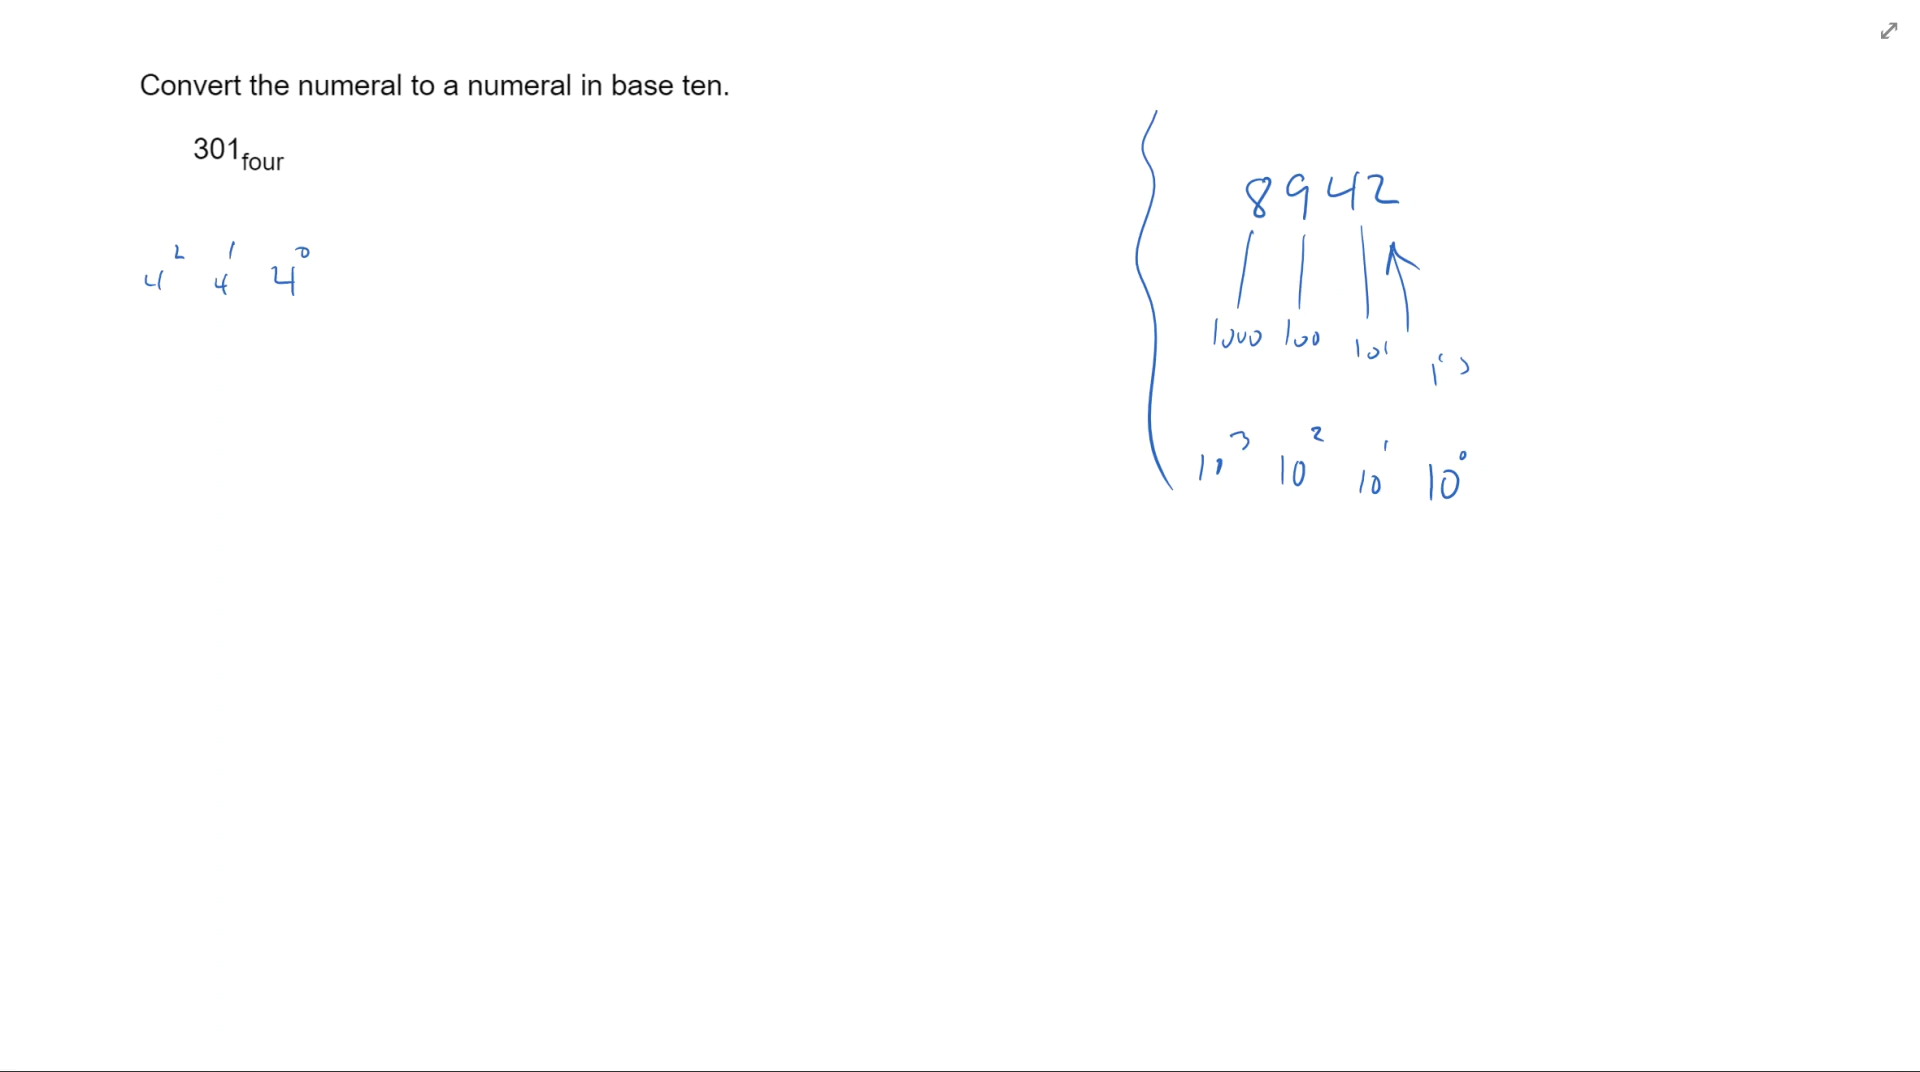 Convert the numeral to a numeral in base ten.
301four
4² 4¹ 4⁰
8942
1000 100 10's 1's
10³ 10² 10¹ 10⁰